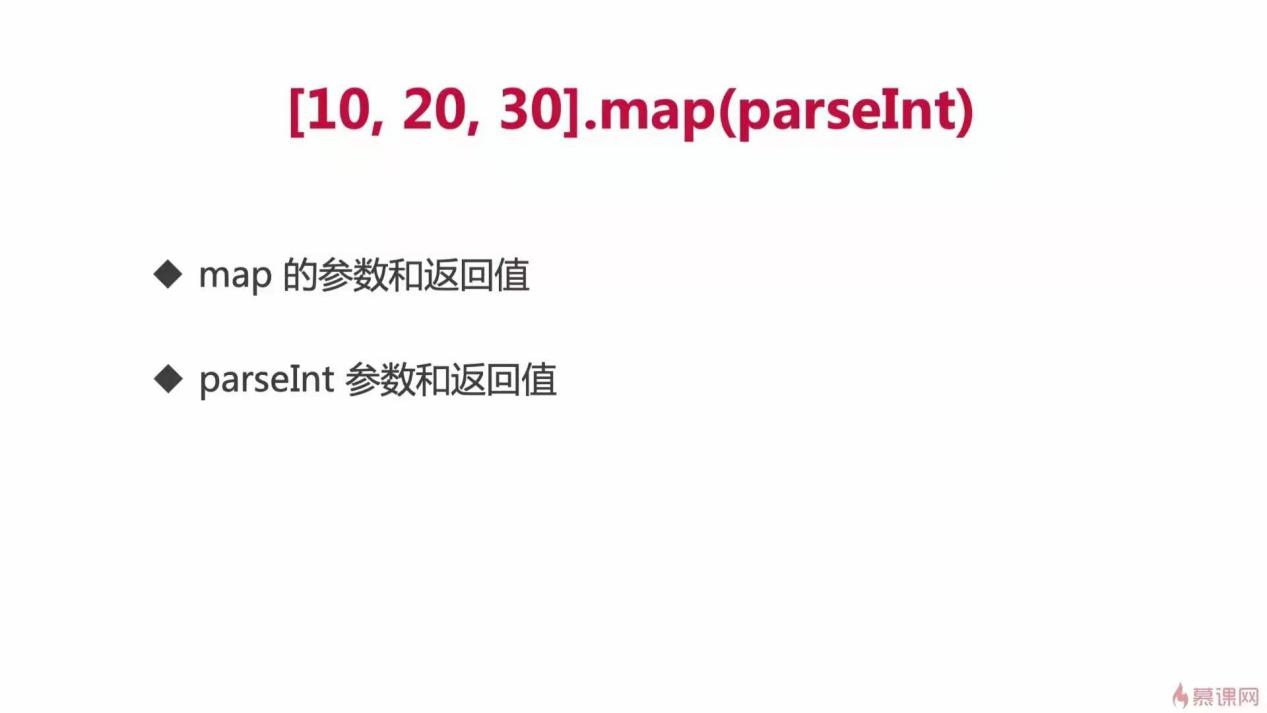 [10, 20, 30].map(parseInt)
◆ map 的参数和返回值
◆ parseInt 参数和返回值
慕课网